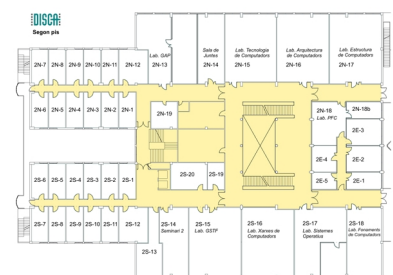 DISCA
Segon pis
Lab. GAP
Sala de
Juntes
Lab. Tecnologia
de Computadors
Lab. Arquitectura
de Computadors
Lab. Estructura
de Computadors
2N-7 2N-8 2N-9 2N-10 2N-11 2N-12 2N-13 2N-14 2N-15 2N-16 2N-17
2N-6 2N-5 2N-4 2N-3 2N-2 2N-1
2N-19
2N-18
Lab. PFC
2N-18b
2E-3
2E-4 2E-2
2E-5 2E-1
2S-20 2S-19
2S-6 2S-5 2S-4 2S-3 2S-2 2S-1
2S-7 2S-8 2S-9 2S-10 2S-11 2S-12
2S-13
2S-14
Seminari 2
2S-15
Lab. GSTF
2S-16
Lab. Xarxes de
Computadors
2S-17
Lab. Sistemes
Operatius
2S-18
Lab. Fonaments
de Computadors